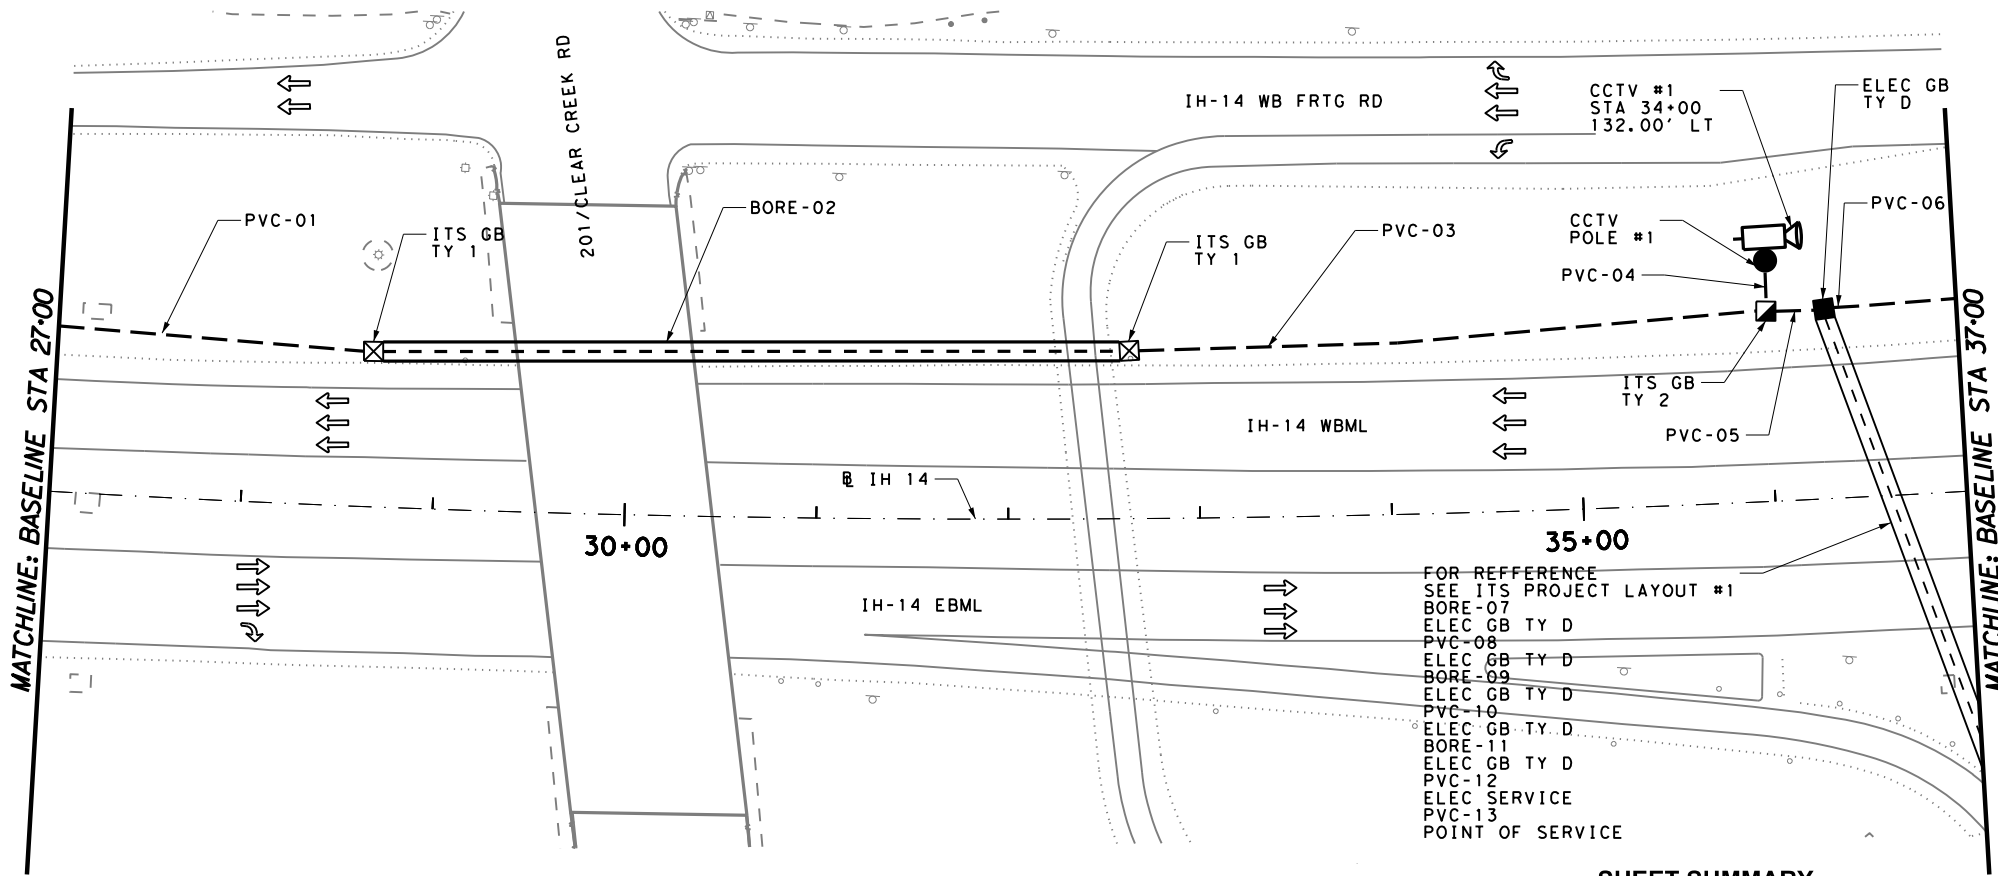 201/CLEAR CREEK RD
IH-14 WB FRTG RD
CCTV #1
STA 34+00
132.00' LT
ELEC GB
TY D
PVC-01
ITS GB
TY 1
BORE-02
ITS GB
TY 1
PVC-03
CCTV
POLE #1
PVC-04
PVC-06
MATCHLINE: BASELINE STA 27+00
MATCHLINE: BASELINE STA 37+00
ITS GB
TY 2
PVC-05
IH-14 WBML
BL IH 14
30+00
35+00
IH-14 EBML
FOR REFFERENCE
SEE ITS PROJECT LAYOUT #1
BORE-07
ELEC GB TY D
PVC-08
ELEC GB TY D
BORE-09
ELEC GB TY D
PVC-10
ELEC GB TY D
BORE-11
ELEC GB TY D
PVC-12
ELEC SERVICE
PVC-13
POINT OF SERVICE
SHEET SUMMARY